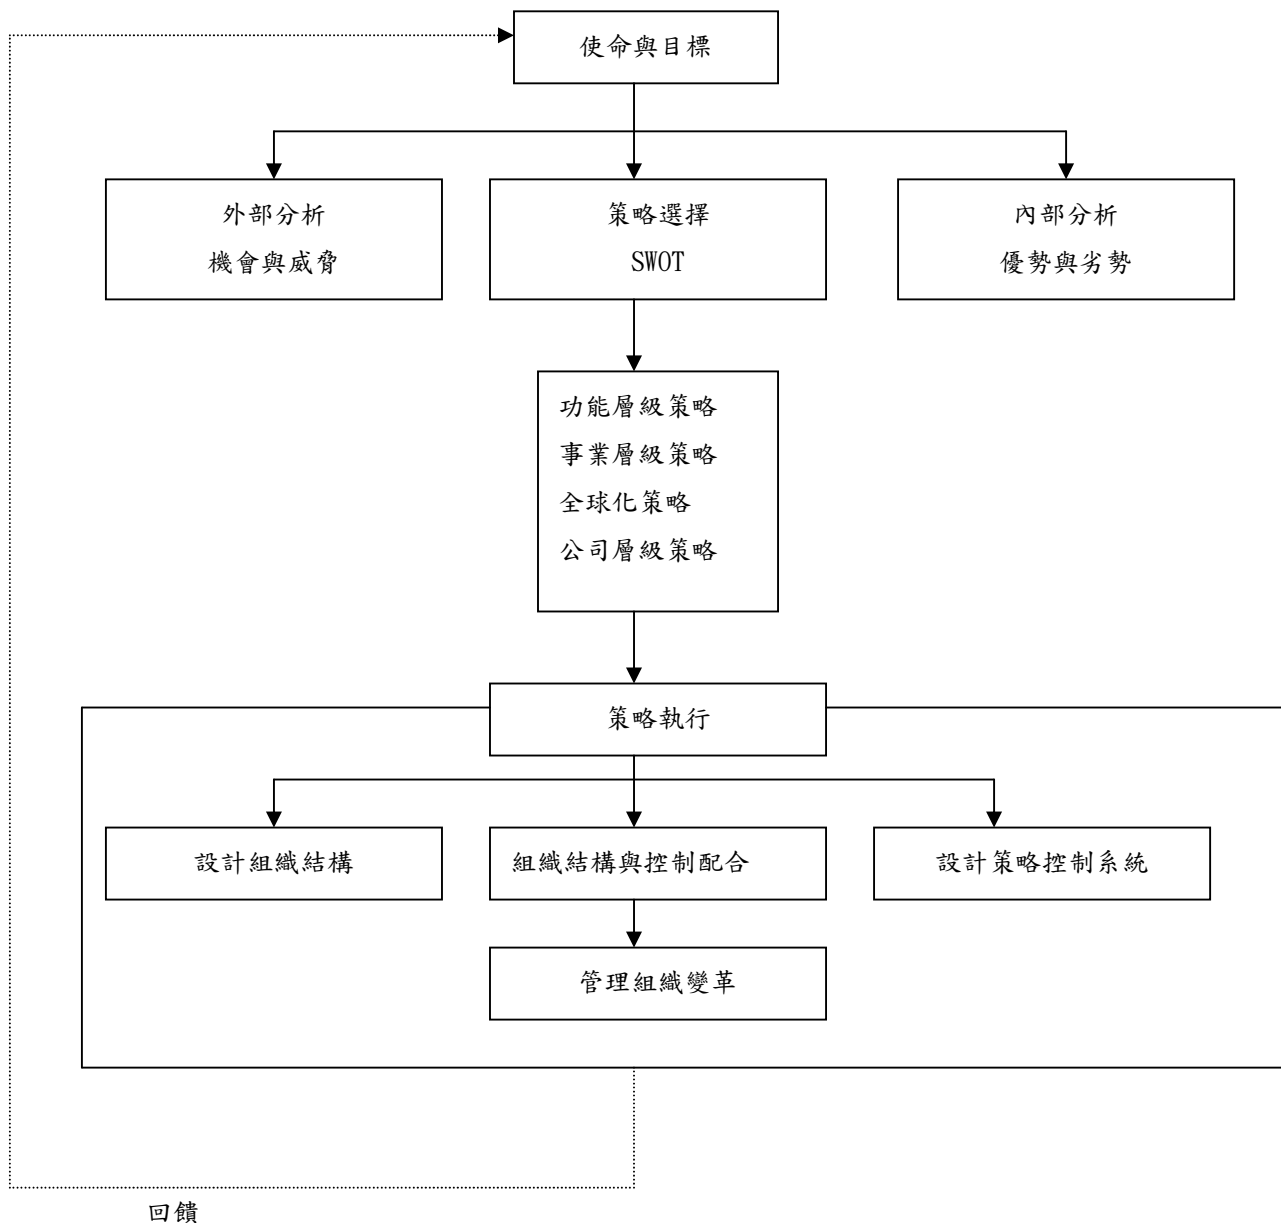 使命與目標
外部分析
機會與威脅
策略選擇
SWOT
內部分析
優勢與劣勢
功能層級策略
事業層級策略
全球化策略
公司層級策略
策略執行
設計組織結構
組織結構與控制配合
設計策略控制系統
管理組織變革
回饋